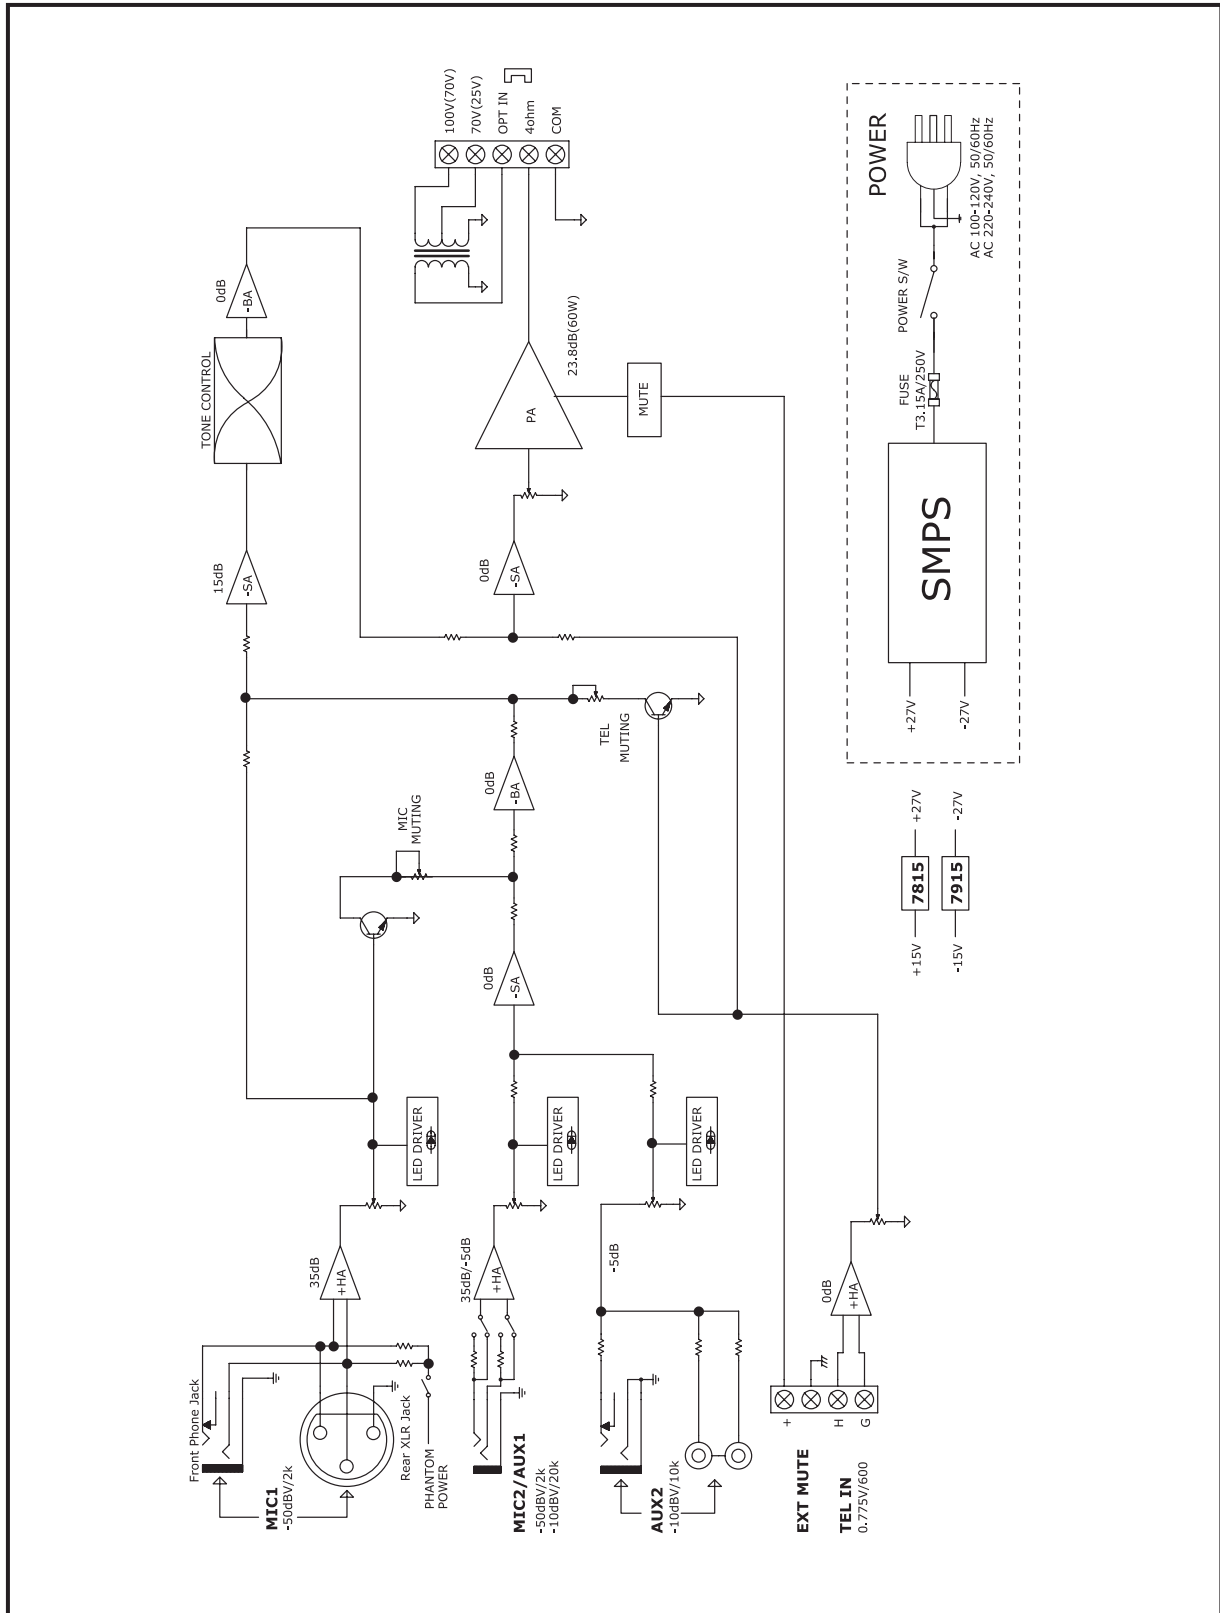 Front Phone Jack
MIC1
-50dBV/2k
Rear XLR Jack
PHANTOM
POWER
35dB
+HA
LED DRIVER
MIC
MUTING
15dB
-SA
TONE CONTROL
0dB
-BA
MIC2/AUX1
-50dBV/2k
-10dBV/20k
35dB/-5dB
+HA
LED DRIVER
0dB
-SA
0dB
-BA
TEL
MUTING
0dB
-SA
PA
23.8dB(60W)
MUTE
100V(70V)
70V(25V)
OPT IN
4ohm
COM
AUX2
-10dBV/10k
-5dB
LED DRIVER
EXT MUTE
TEL IN
0.775V/600
+
H
G
0dB
+HA
+15V
7815
+27V
-15V
7915
-27V
+27V
-27V
SMPS
FUSE
T3.15A/250V
POWER S/W
POWER
AC 100-120V, 50/60Hz
AC 220-240V, 50/60Hz